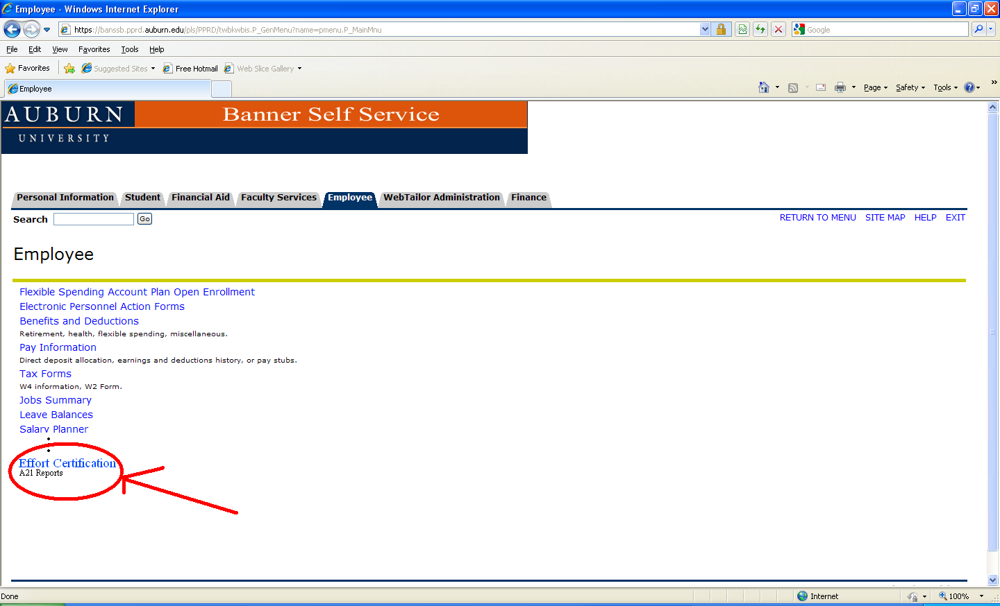 Employee - Windows Internet Explorer
https://banssb.pprd.auburn.edu/pls/PPRD/twbkwbis.P_GenMenu?name=pmenu.P_MainMnu
Google
File Edit View Favorites Tools Help
Favorites Suggested Sites Free Hotmail Web Slice Gallery
Employee
Page Safety Tools
AUBURN
UNIVERSITY
Banner Self Service
Personal Information Student Financial Aid Faculty Services Employee WebTailor Administration Finance
Search Go RETURN TO MENU SITE MAP HELP EXIT
Employee
Flexible Spending Account Plan Open Enrollment
Electronic Personnel Action Forms
Benefits and Deductions
Retirement, health, flexible spending, miscellaneous.
Pay Information
Direct deposit allocation, earnings and deductions history, or pay stubs.
Tax Forms
W4 information, W2 Form.
Jobs Summary
Leave Balances
Salary Planner
Effort Certification
A21 Reports
Done Internet 100%